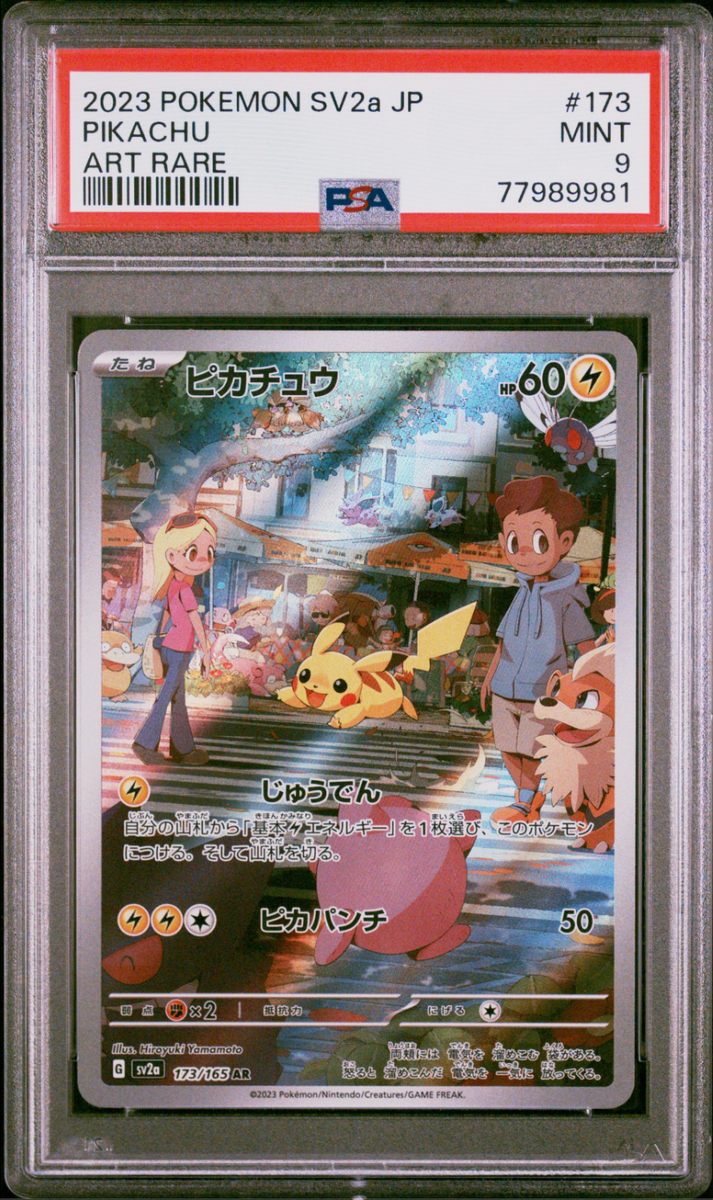 2023 POKEMON SV2a JP #173
PIKACHU MINT
ART RARE 9
PSA 77989981
たね ピカチュウ HP60
じゅうでん
自分の山札から「基本エネルギー」を1枚選び、このポケモン
につける。そして山札を切る。
ピカパンチ 50
弱点 ×2 抵抗力 にげる
Illus. Hiroyuki Yamamoto
G sv2a 173/165 AR
両頬には 電気を 溜めこむ 袋がある。
怒ると 溜めこんだ 電気を 一気に 放ってくる。
©2023 Pokémon/Nintendo/Creatures/GAME FREAK.